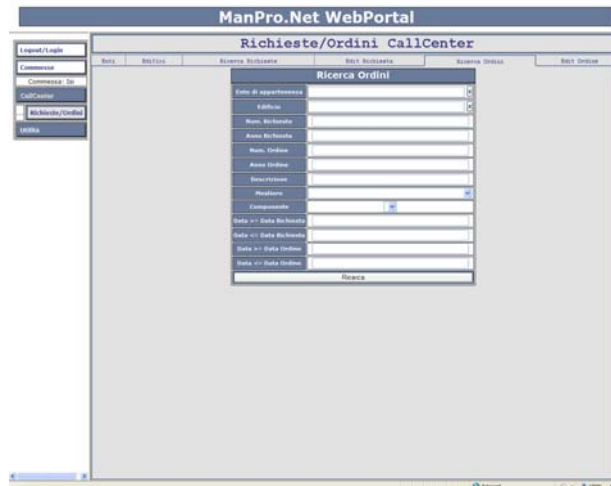 ManPro.Net WebPortal
Richieste/Ordini CallCenter
Logout/Login
Commesse
Commessa:
CallCenter
Richieste/Ordini
Utilità
Enti
Edifici
Ricerca Richieste
Edit Richiesta
Ricerca Ordini
Edit Ordine
Ricerca Ordini
Ente di appartenenza
Edificio
Num. Richiesta
Anno Richiesta
Num. Ordine
Anno Ordine
Descrizione
Mestiere
Componente
Data >= Data Richiesta
Data <= Data Richiesta
Data >= Data Ordine
Data <= Data Ordine
Ricerca
Internet